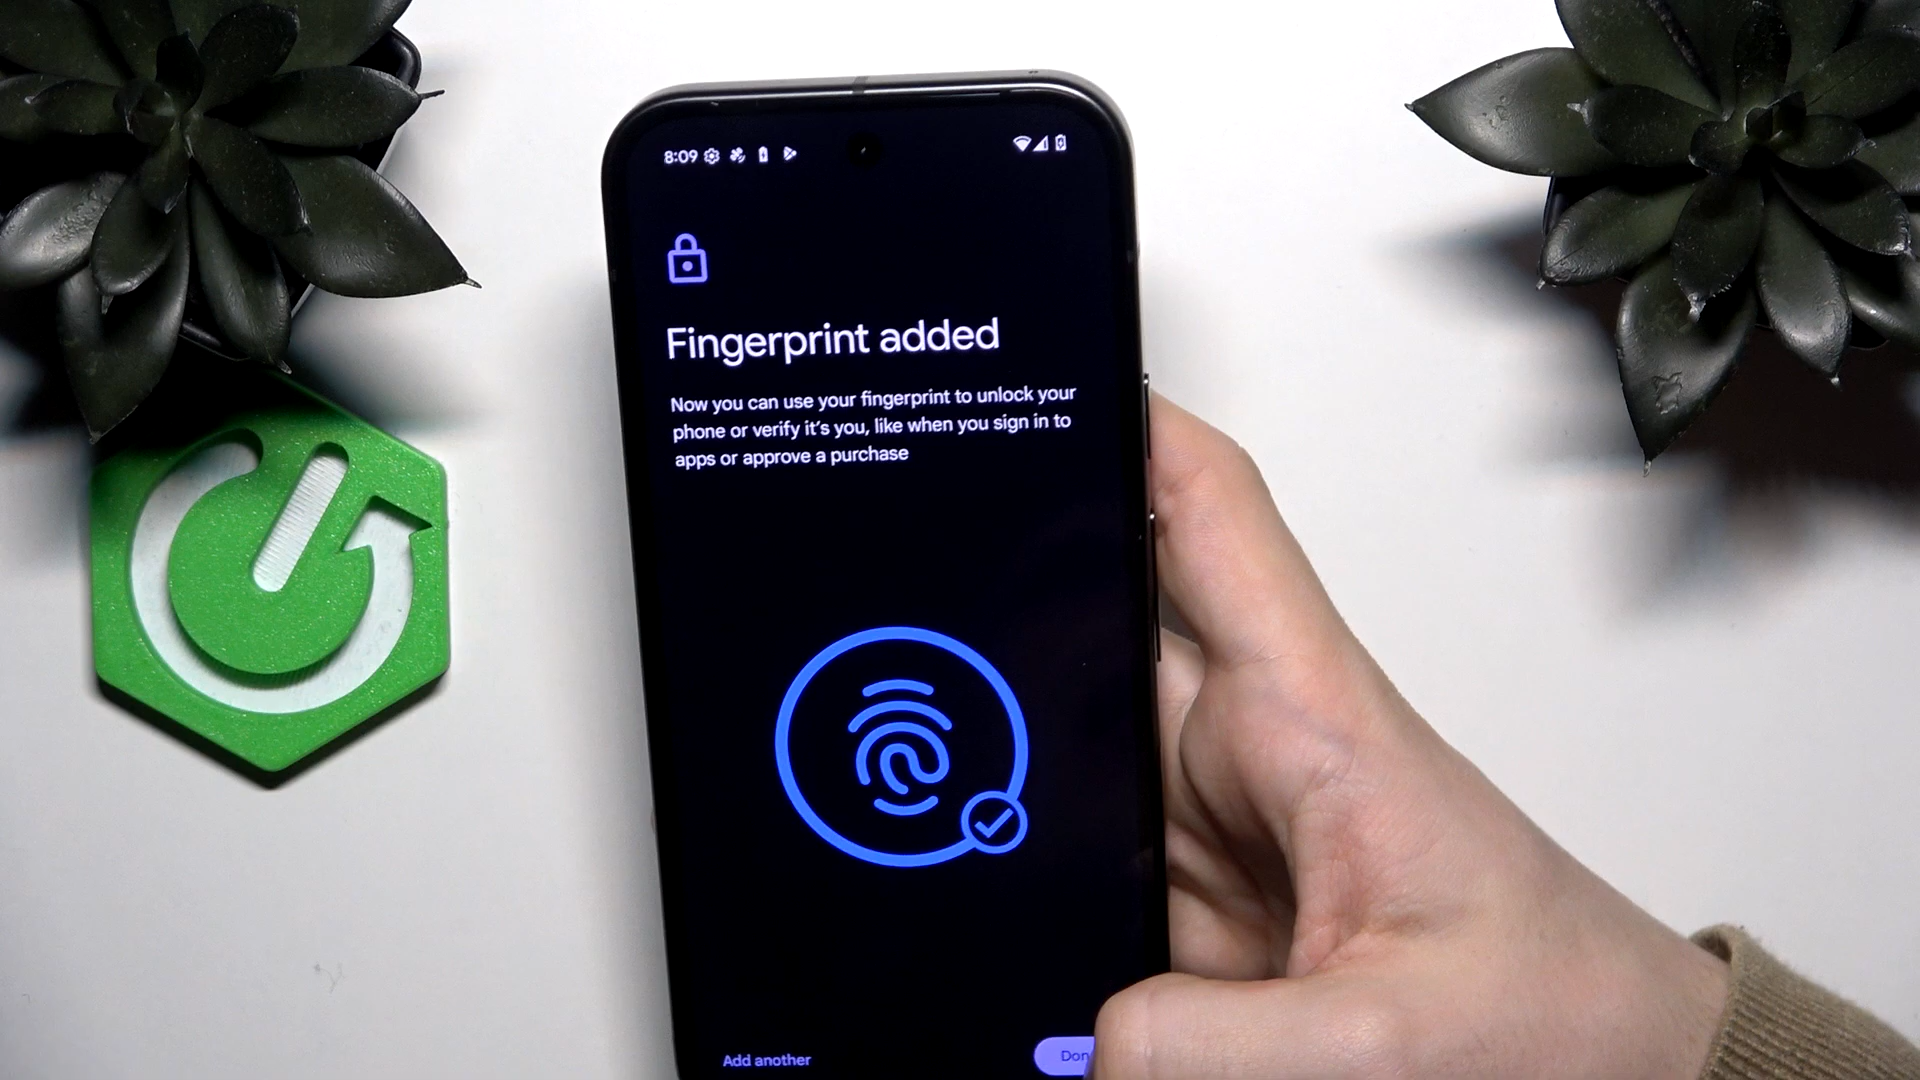 8:09
Fingerprint added
Now you can use your fingerprint to unlock your
phone or verify it's you, like when you sign in to
apps or approve a purchase
Add another